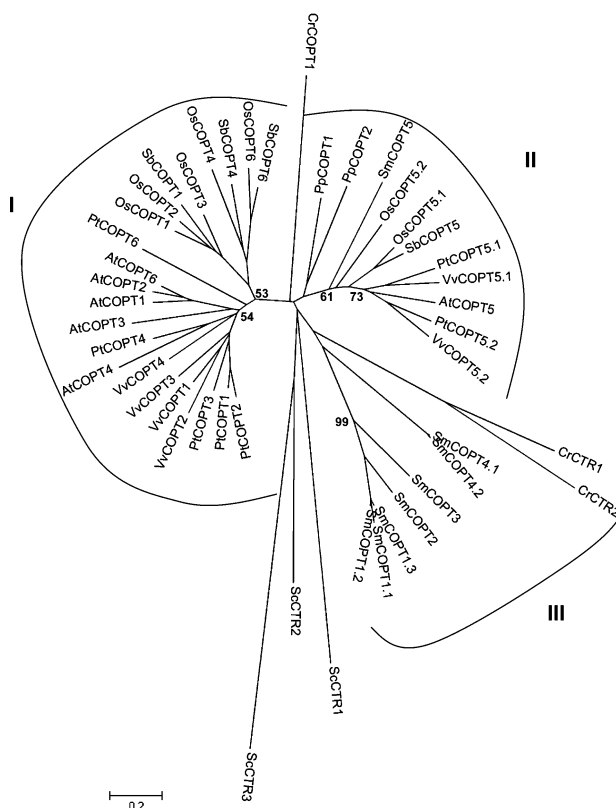 CrCOPT1
I
OsCOPT4
SbCOPT4
OsCOPT6
SbCOPT6
OsCOPT3
SbCOPT1
OsCOPT2
OsCOPT1
PtCOPT6
AtCOPT6
AtCOPT2
AtCOPT1
AtCOPT3
PtCOPT4
AtCOPT4
VvCOPT4
VvCOPT3
VvCOPT1
VvCOPT2
PtCOPT3
PtCOPT1
PtCOPT2
53
54
II
PpCOPT1
PpCOPT2
SmCOPT5
OsCOPT5.2
OsCOPT5.1
SbCOPT5
PtCOPT5.1
VvCOPT5.1
AtCOPT5
PtCOPT5.2
VvCOPT5.2
61
73
CrCTR1
CrCTR2
SmCOPT4.1
SmCOPT4.2
99
SmCOPT3
SmCOPT2
SmCOPT1.3
SmCOPT1.1
SmCOPT1.2
III
ScCTR2
ScCTR1
ScCTR3
0.2